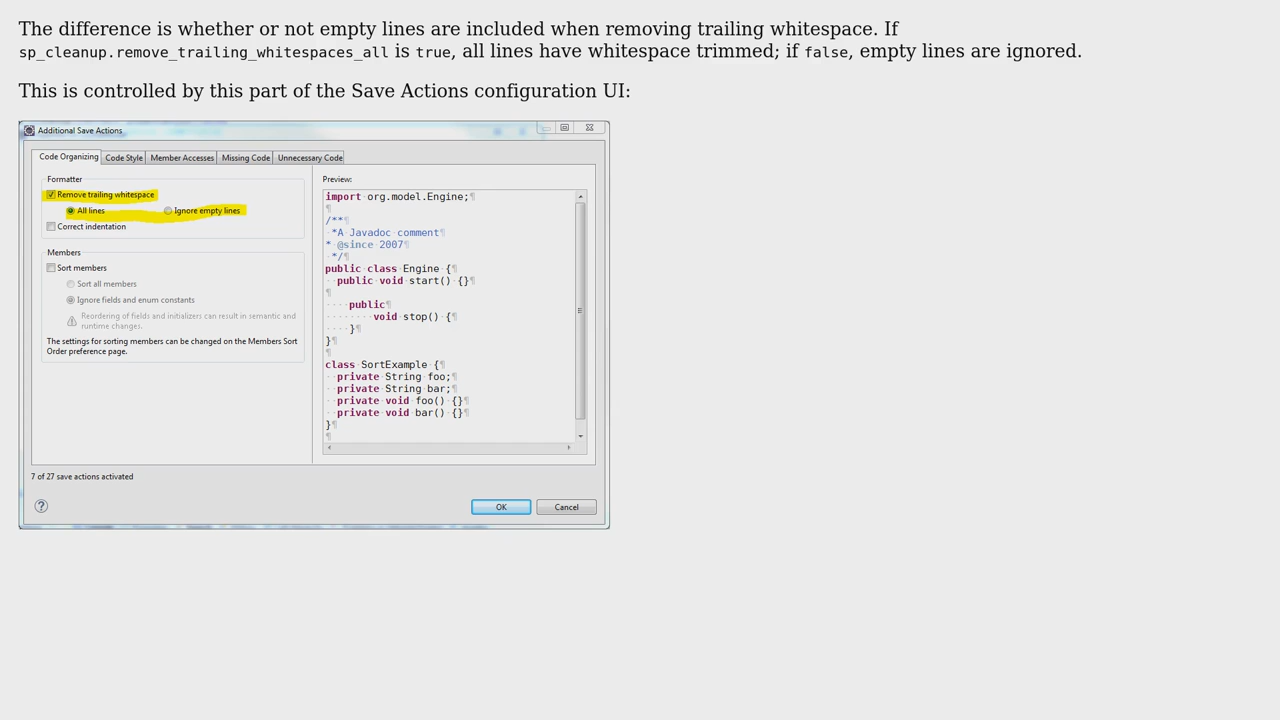 The difference is whether or not empty lines are included when removing trailing whitespace. If
sp_cleanup.remove_trailing_whitespaces_all is true, all lines have whitespace trimmed; if false, empty lines are ignored.
This is controlled by this part of the Save Actions configuration UI:
Additional Save Actions
Code Organizing Code Style Member Accesses Missing Code Unnecessary Code
Formatter
Remove trailing whitespace
All lines Ignore empty lines
Correct indentation
Members
Sort members
Sort all members
Ignore fields and enum constants
Reordering of fields and initializers can result in semantic and
runtime changes.
The settings for sorting members can be changed on the Members Sort
Order preference page.
Preview:
import·org.model.Engine;¶
¶
/**¶
·*A·Javadoc·comment¶
*·@since·2007¶
·*/¶
public·class·Engine·{¶
··public·void·start()·{}¶
¶
····public¶
········void·stop()·{¶
····}¶
}¶
¶
class·SortExample·{¶
··private·String·foo;¶
··private·String·bar;¶
··private·void·foo()·{}¶
··private·void·bar()·{}¶
}¶
¶
7 of 27 save actions activated
?
OK Cancel